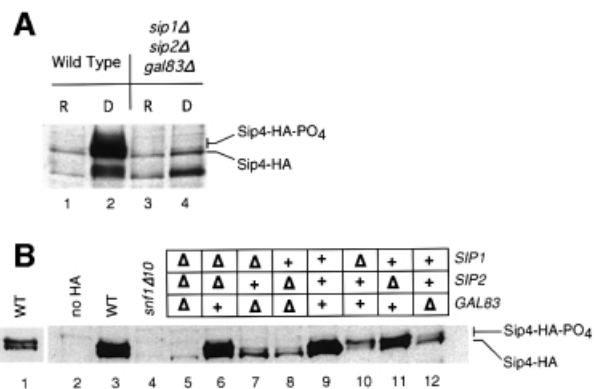 A
sip1Δ
sip2Δ
Wild Type gal83Δ
R D R D
Sip4-HA-PO4
Sip4-HA
1 2 3 4
B
WT no HA WT snf1Δ10
Δ Δ Δ + + Δ + + SIP1
Δ Δ + Δ + + Δ + SIP2
Δ + Δ Δ + + + Δ GAL83
Sip4-HA-PO4
Sip4-HA
1 2 3 4 5 6 7 8 9 10 11 12